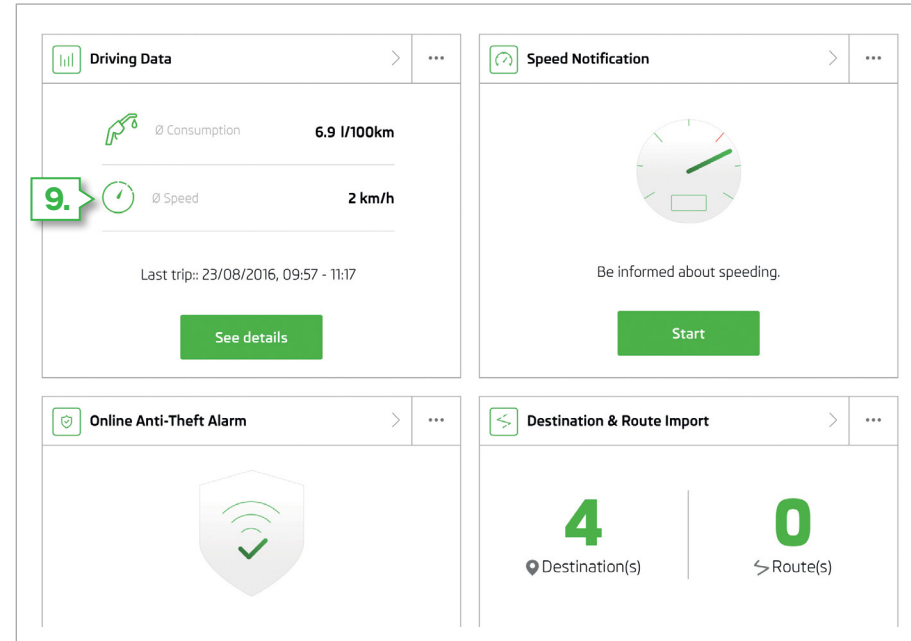 Driving Data
Ø Consumption 6.9 l/100km
9.
Ø Speed 2 km/h
Last trip:: 23/08/2016, 09:57 - 11:17
See details
Speed Notification
Be informed about speeding.
Start
Online Anti-Theft Alarm
Destination & Route Import
4
Destination(s)
0
Route(s)